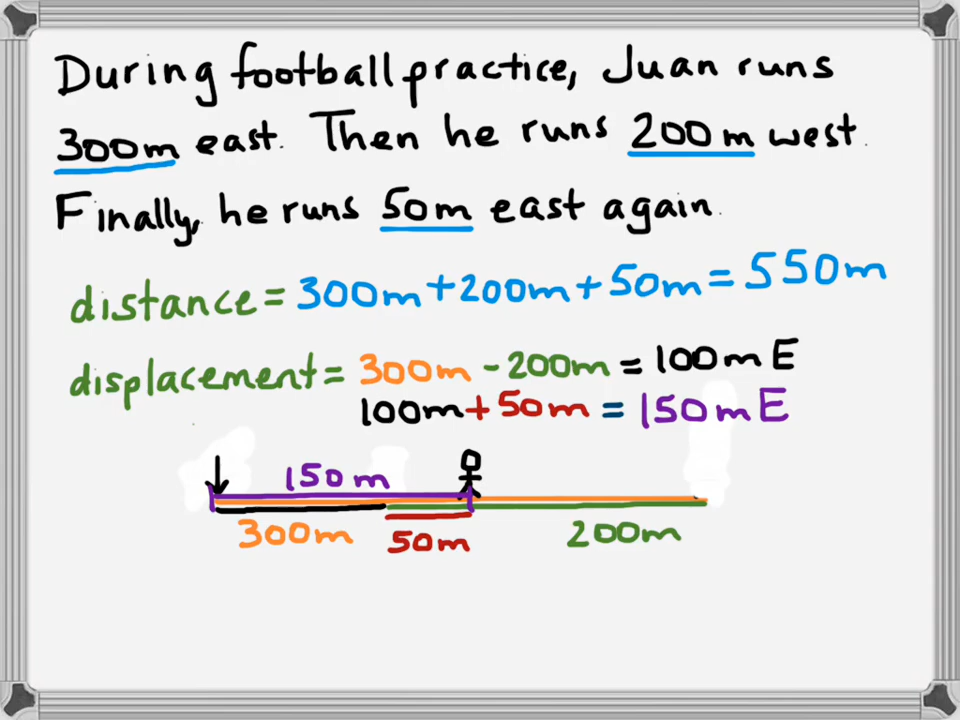 During football practice, Juan runs
300m east. Then he runs 200m west.
Finally, he runs 50m east again.
distance = 300m + 200m + 50m = 550m
displacement = 300m - 200m = 100m E
100m + 50m = 150m E
150m
300m 50m 200m